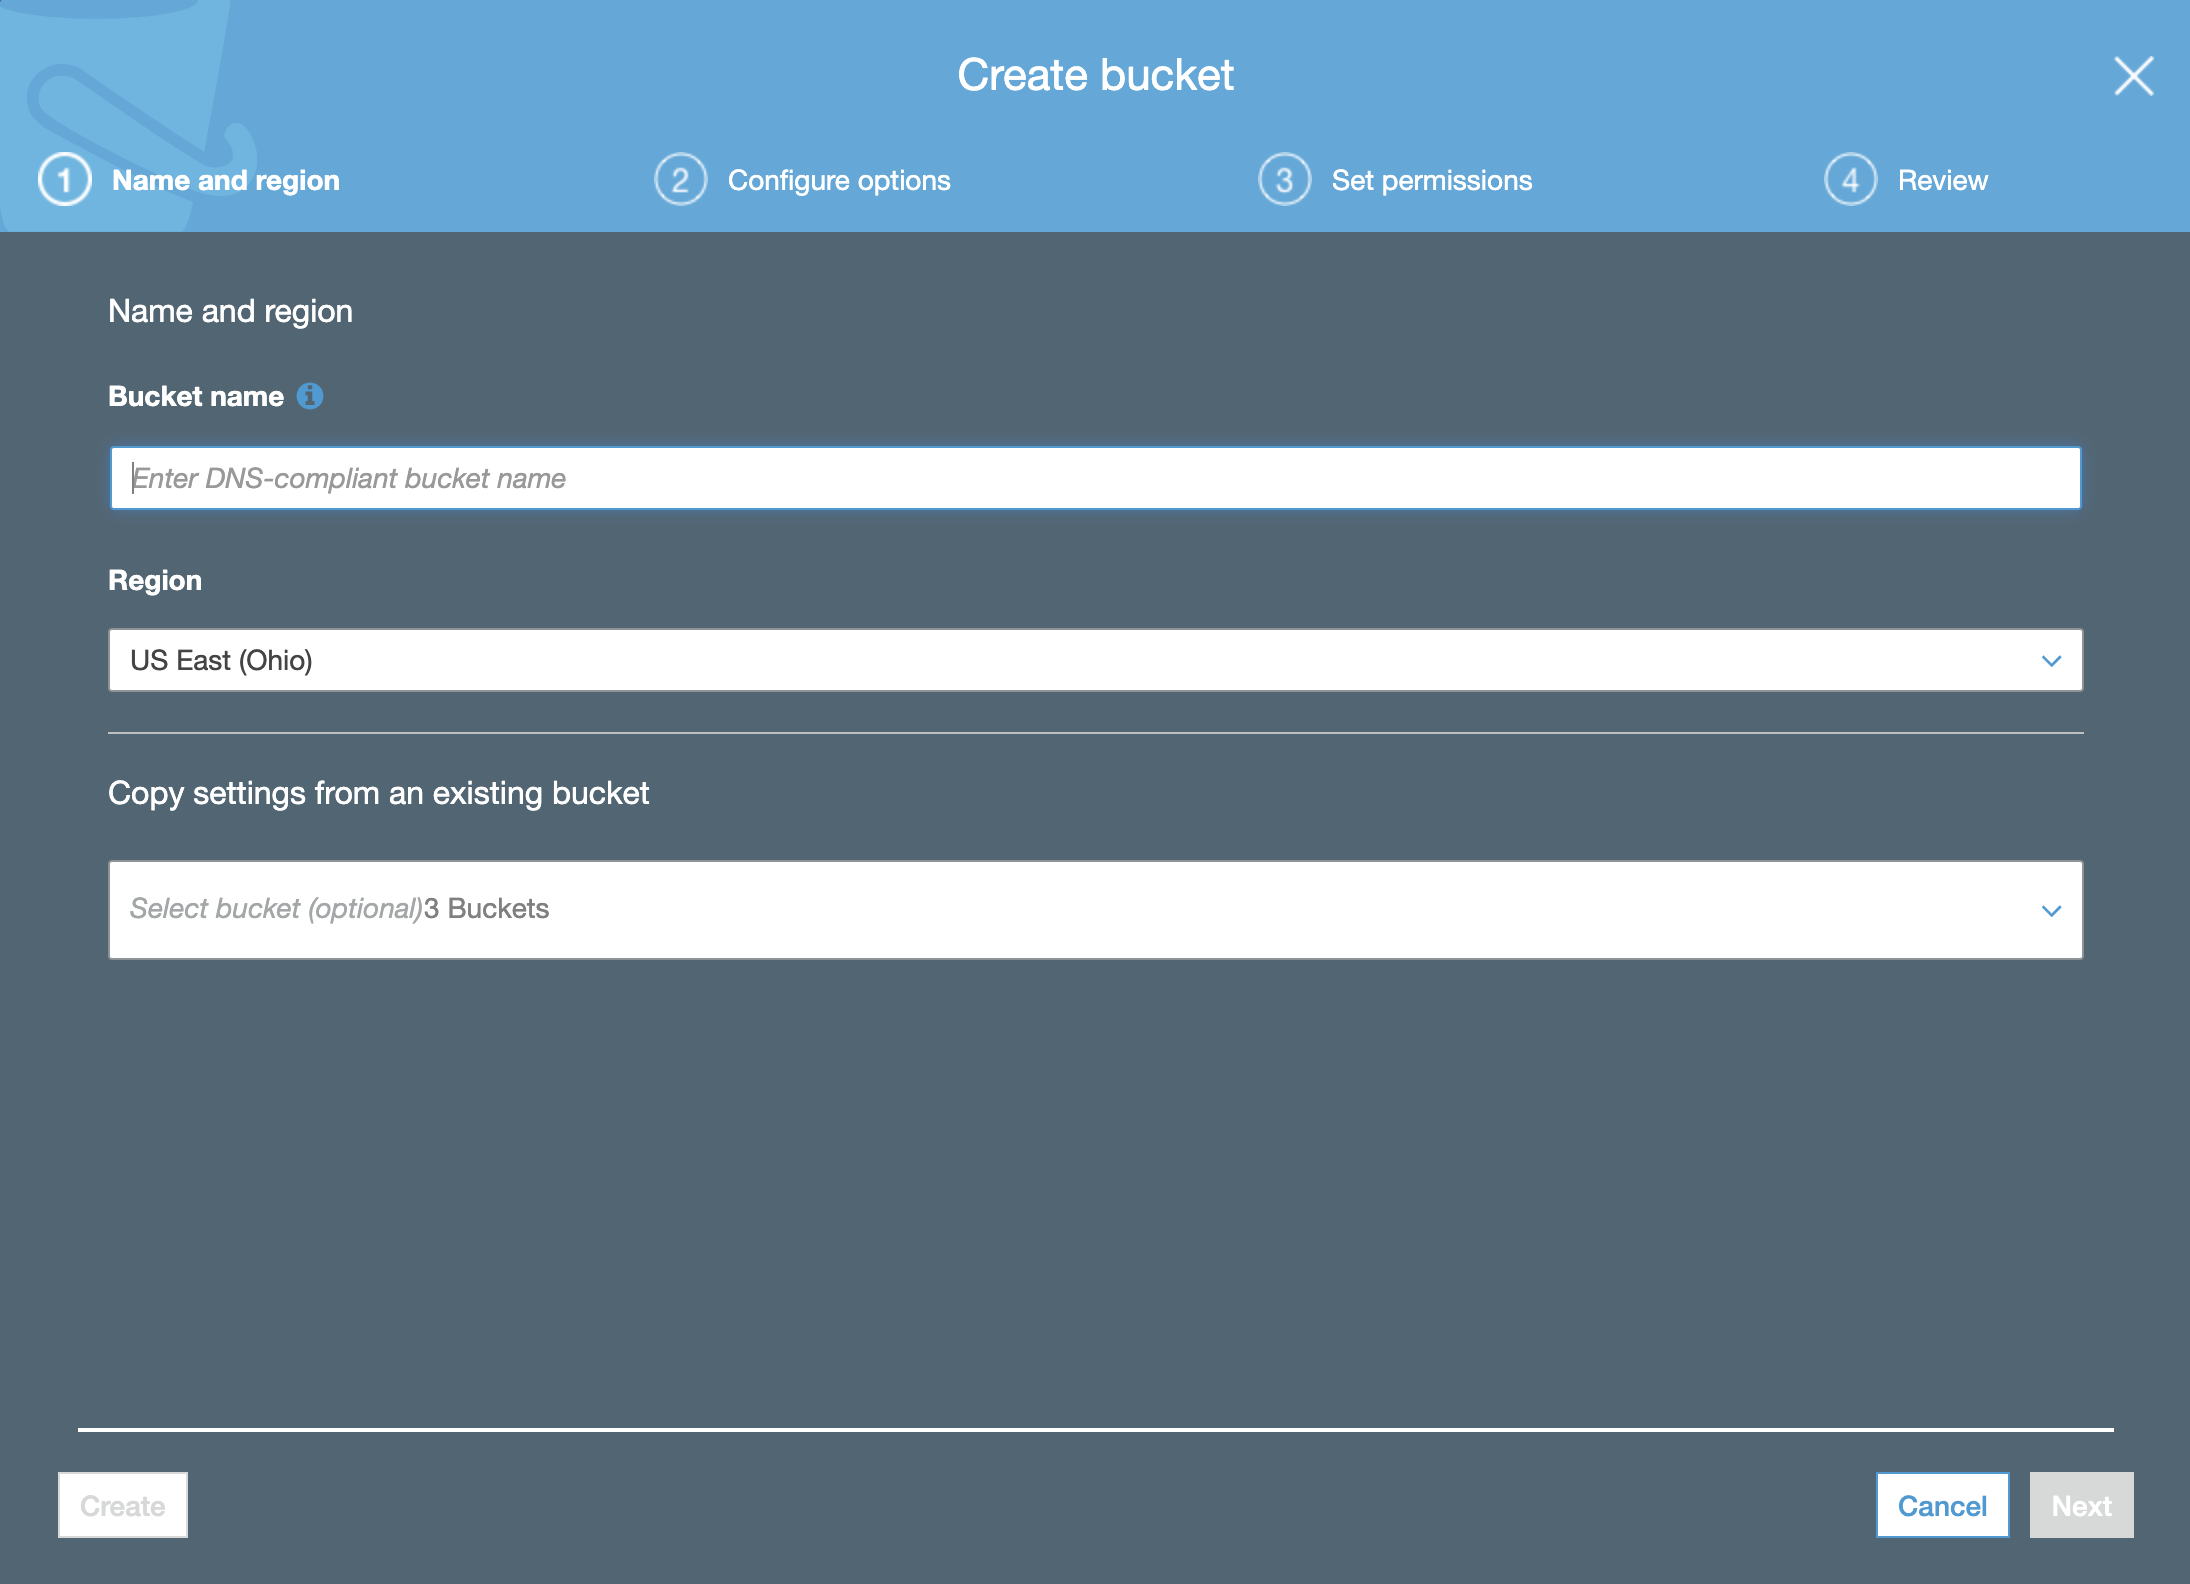 Create bucket
1 Name and region
2 Configure options
3 Set permissions
4 Review
Name and region
Bucket name
Enter DNS-compliant bucket name
Region
US East (Ohio)
Copy settings from an existing bucket
Select bucket (optional)3 Buckets
Create
Cancel
Next